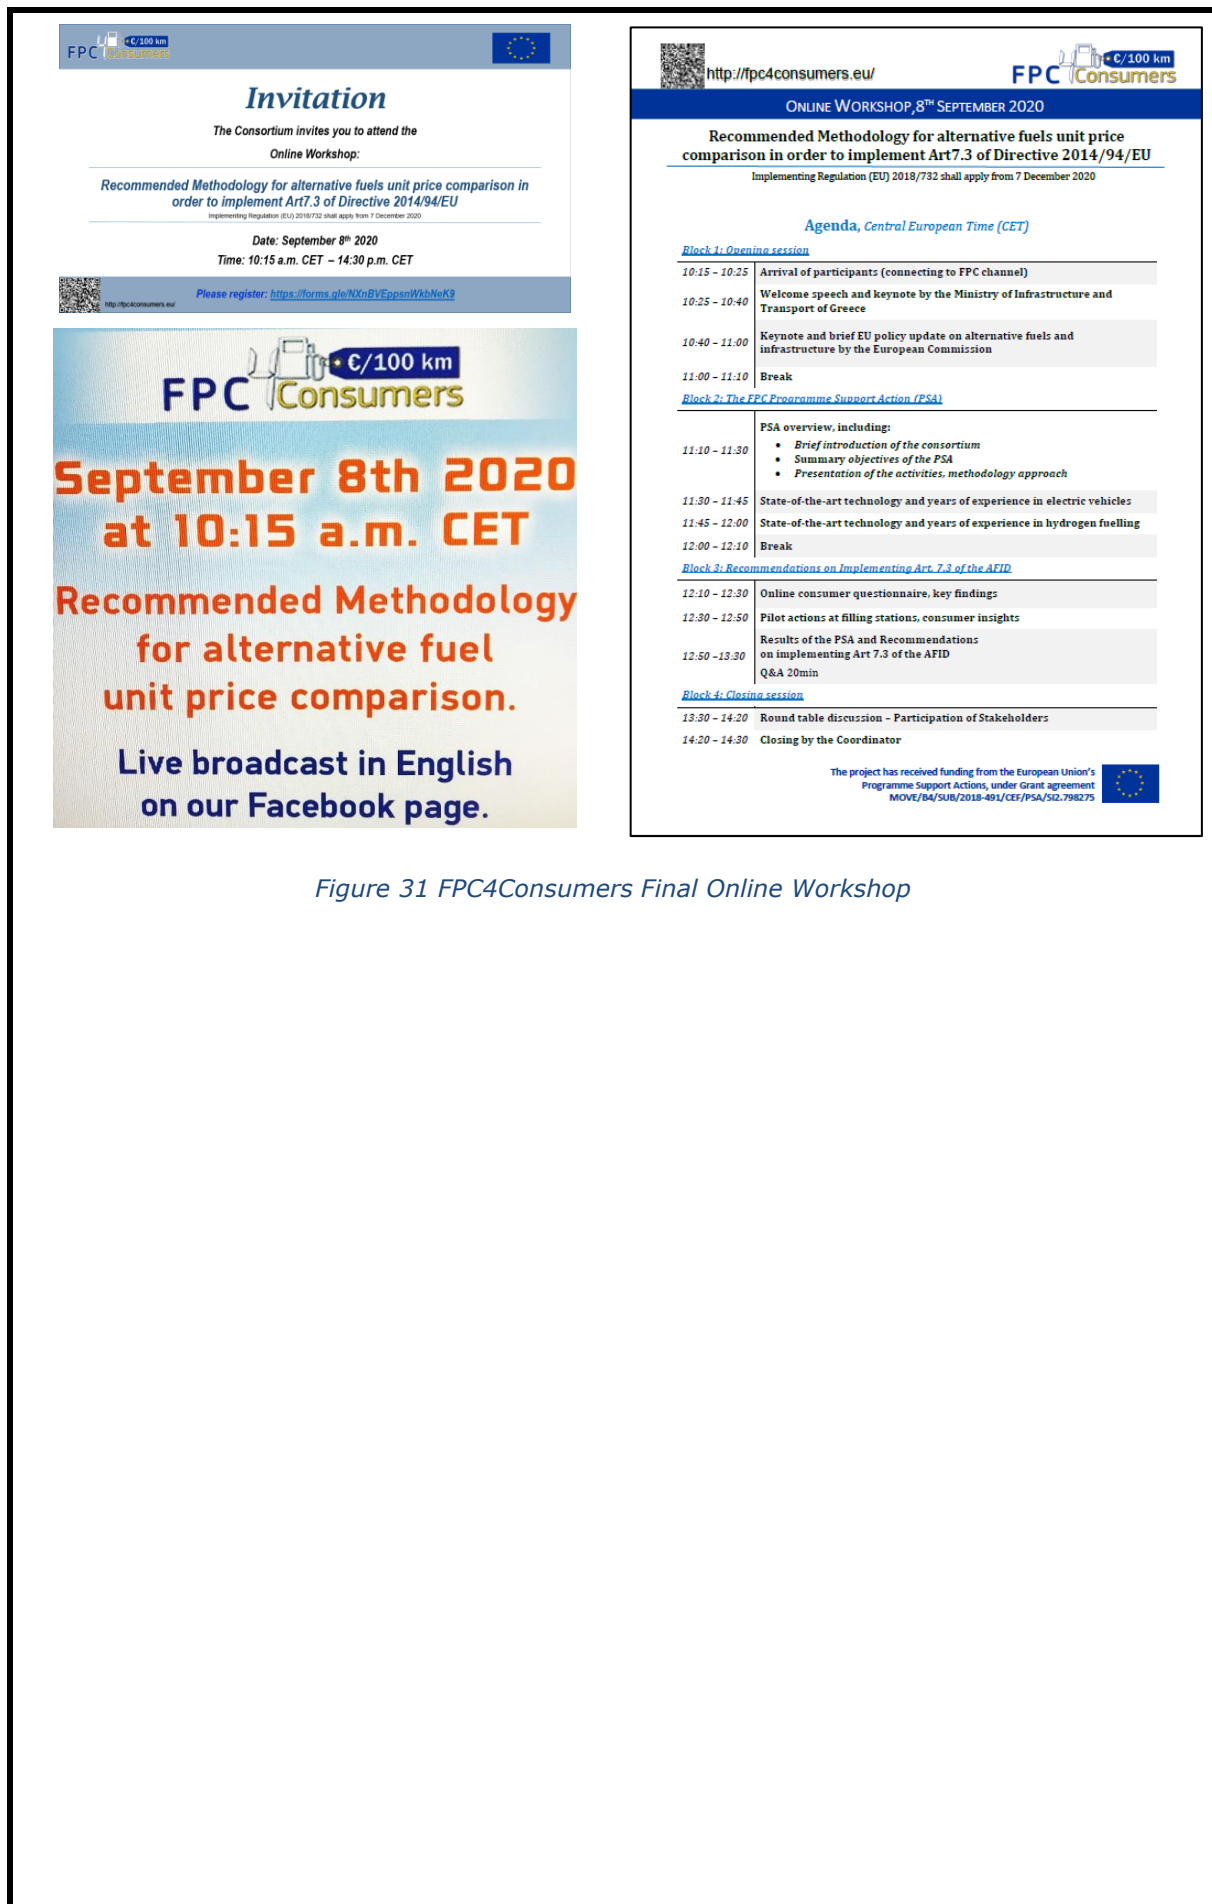 FPC Consumers €/100 km
Invitation
The Consortium invites you to attend the
Online Workshop:
Recommended Methodology for alternative fuels unit price comparison in
order to implement Art7.3 of Directive 2014/94/EU
Implementing Regulation (EU) 2018/732 shall apply from 7 December 2020
Date: September 8th 2020
Time: 10:15 a.m. CET – 14:30 p.m. CET
http://fpc4consumers.eu/
Please register: https://forms.gle/NXnBVEppsnWkbNeK9
€/100 km
FPC Consumers
September 8th 2020
at 10:15 a.m. CET
Recommended Methodology
for alternative fuel
unit price comparison.
Live broadcast in English
on our Facebook page.
http://fpc4consumers.eu/
€/100 km
FPC Consumers
ONLINE WORKSHOP,8TH SEPTEMBER 2020
Recommended Methodology for alternative fuels unit price
comparison in order to implement Art7.3 of Directive 2014/94/EU
Implementing Regulation (EU) 2018/732 shall apply from 7 December 2020
Agenda, Central European Time (CET)
Block 1: Opening session
10:15 – 10:25 Arrival of participants (connecting to FPC channel)
10:25 – 10:40 Welcome speech and keynote by the Ministry of Infrastructure and
Transport of Greece
10:40 – 11:00 Keynote and brief EU policy update on alternative fuels and
infrastructure by the European Commission
11:00 – 11:10 Break
Block 2: The FPC Programme Support Action (PSA)
11:10 – 11:30 PSA overview, including:
• Brief introduction of the consortium
• Summary objectives of the PSA
• Presentation of the activities, methodology approach
11:30 – 11:45 State-of-the-art technology and years of experience in electric vehicles
11:45 – 12:00 State-of-the-art technology and years of experience in hydrogen fuelling
12:00 – 12:10 Break
Block 3: Recommendations on Implementing Art. 7.3 of the AFID
12:10 – 12:30 Online consumer questionnaire, key findings
12:30 – 12:50 Pilot actions at filling stations, consumer insights
12:50 –13:30 Results of the PSA and Recommendations
on implementing Art 7.3 of the AFID
Q&A 20min
Block 4: Closing session
13:30 – 14:20 Round table discussion – Participation of Stakeholders
14:20 – 14:30 Closing by the Coordinator
The project has received funding from the European Union's
Programme Support Actions, under Grant agreement
MOVE/B4/SUB/2018-491/CEF/PSA/SI2.798275
Figure 31 FPC4Consumers Final Online Workshop